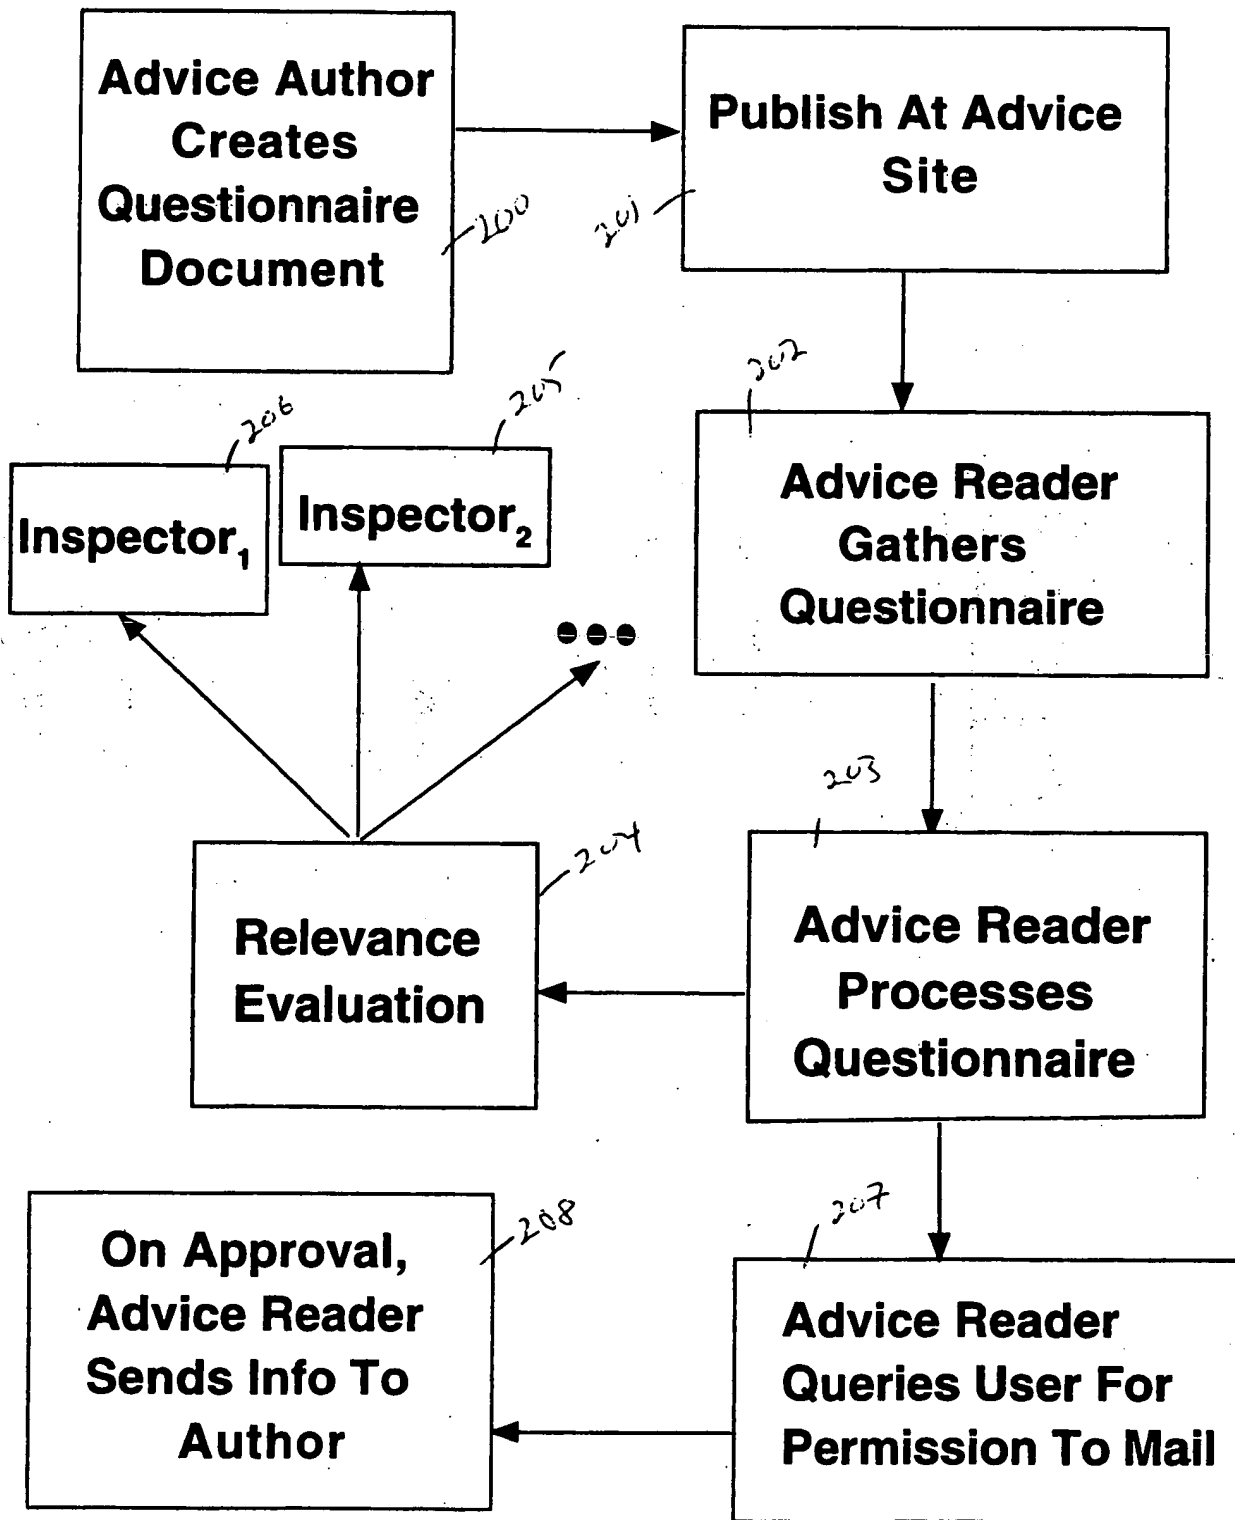 Advice Author
Creates
Questionnaire
Document
200
Publish At Advice
Site
201
202
Advice Reader
Gathers
Questionnaire
206
Inspector₁
205
Inspector₂
203
Advice Reader
Processes
Questionnaire
204
Relevance
Evaluation
207
Advice Reader
Queries User For
Permission To Mail
208
On Approval,
Advice Reader
Sends Info To
Author